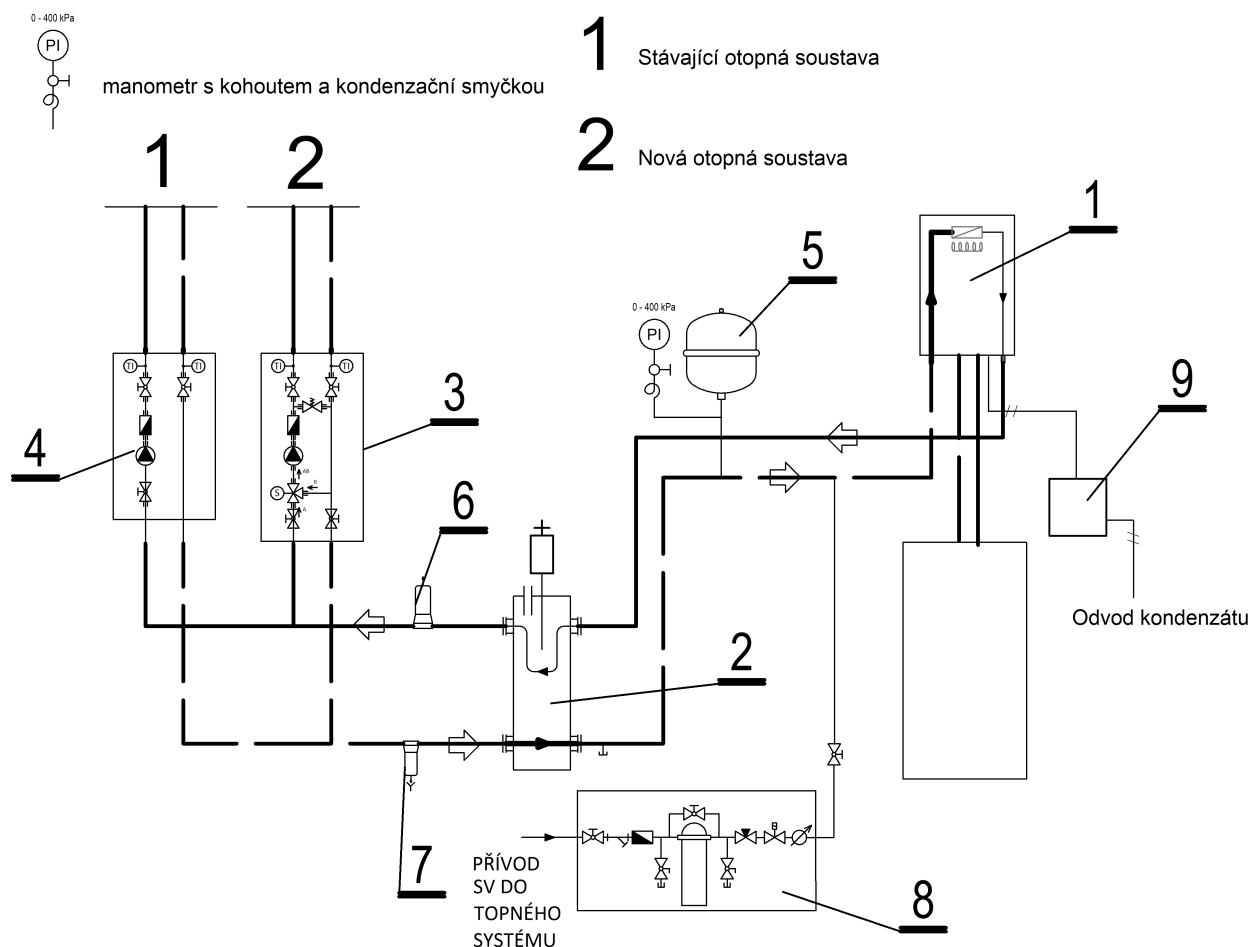 0 - 400 kPa
PI
manometr s kohoutem a kondenzační smyčkou
1 Stávající otopná soustava
2 Nová otopná soustava
1 2
1
5
0 - 400 kPa
PI
TI TI TI TI
3
9
4
AB
B
S
A
6
Odvod kondenzátu
2
7
PŘÍVOD
SV DO
TOPNÉHO
SYSTÉMU
8